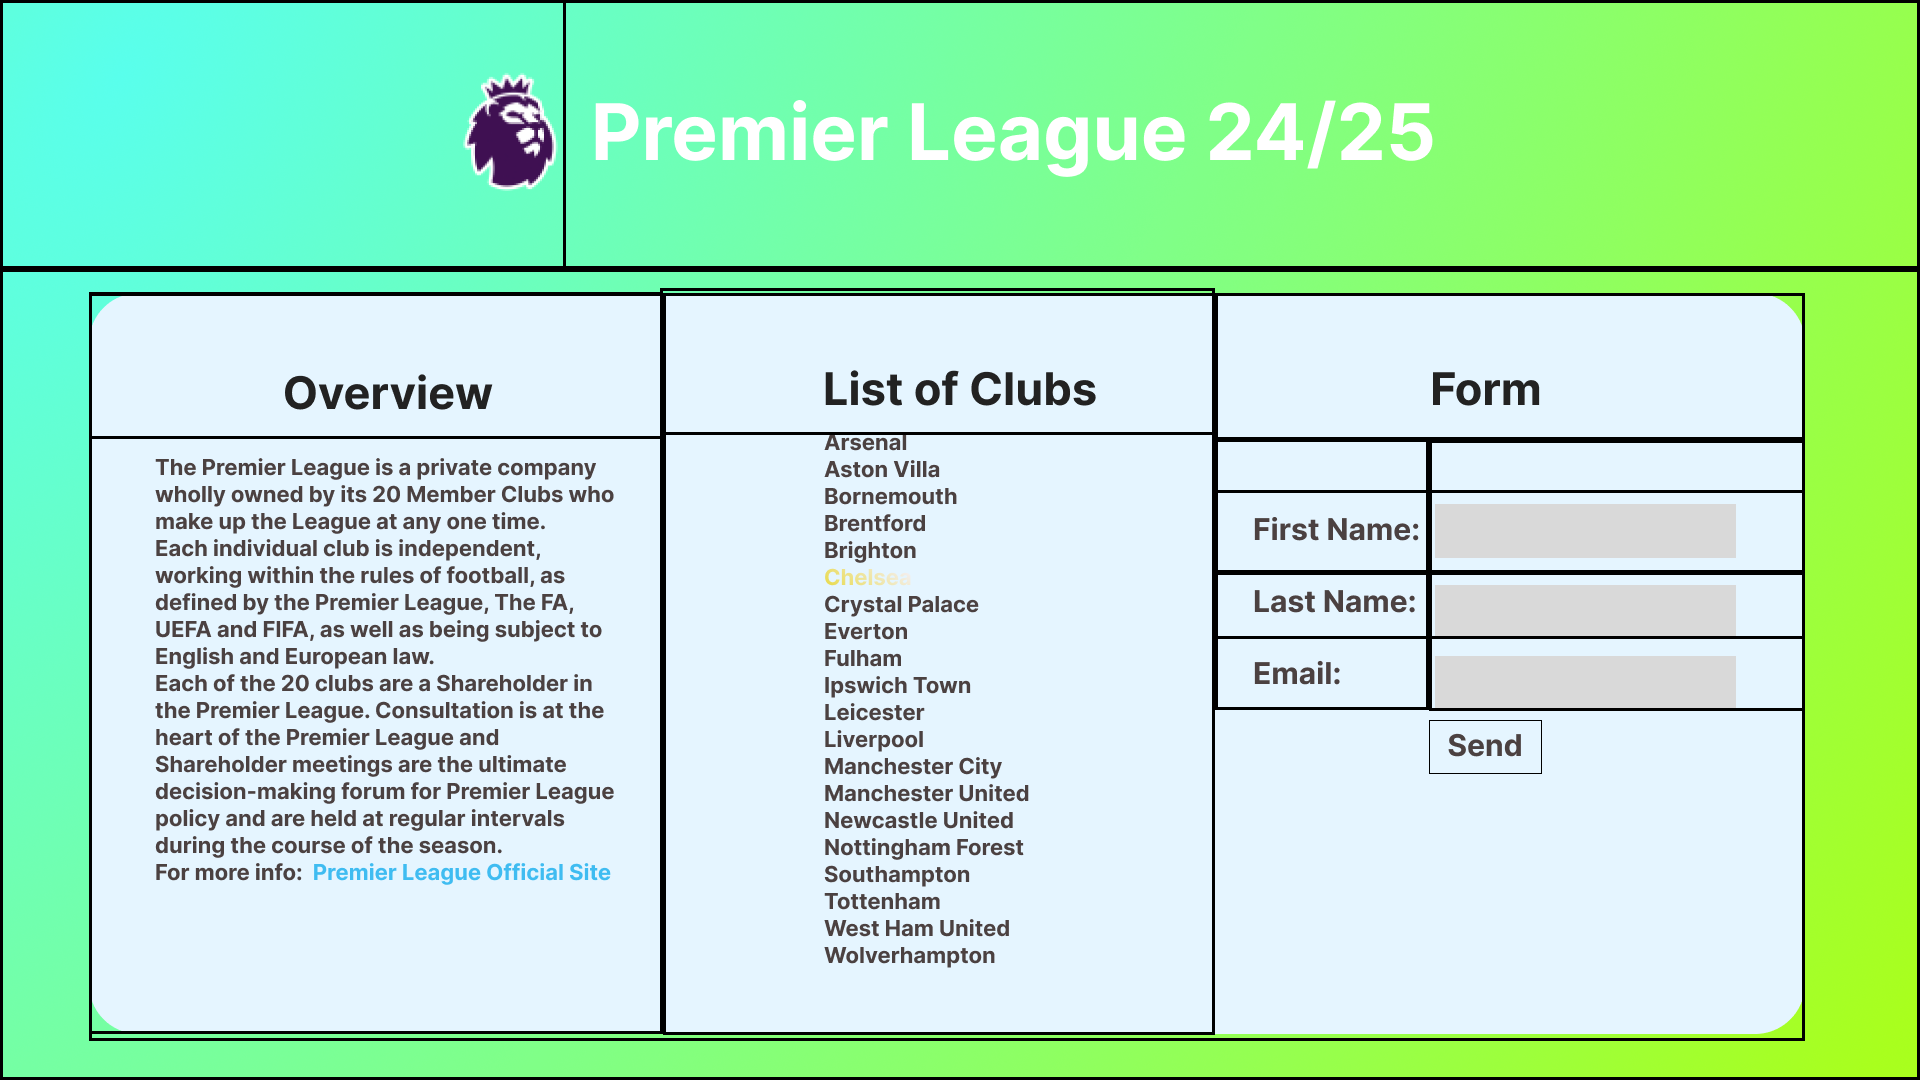 Premier League 24/25
Overview
The Premier League is a private company
wholly owned by its 20 Member Clubs who
make up the League at any one time.
Each individual club is independent,
working within the rules of football, as
defined by the Premier League, The FA,
UEFA and FIFA, as well as being subject to
English and European law.
Each of the 20 clubs are a Shareholder in
the Premier League. Consultation is at the
heart of the Premier League and
Shareholder meetings are the ultimate
decision-making forum for Premier League
policy and are held at regular intervals
during the course of the season.
For more info: Premier League Official Site
List of Clubs
Arsenal
Aston Villa
Bornemouth
Brentford
Brighton
Chelsea
Crystal Palace
Everton
Fulham
Ipswich Town
Leicester
Liverpool
Manchester City
Manchester United
Newcastle United
Nottingham Forest
Southampton
Tottenham
West Ham United
Wolverhampton
Form
First Name:
Last Name:
Email:
Send